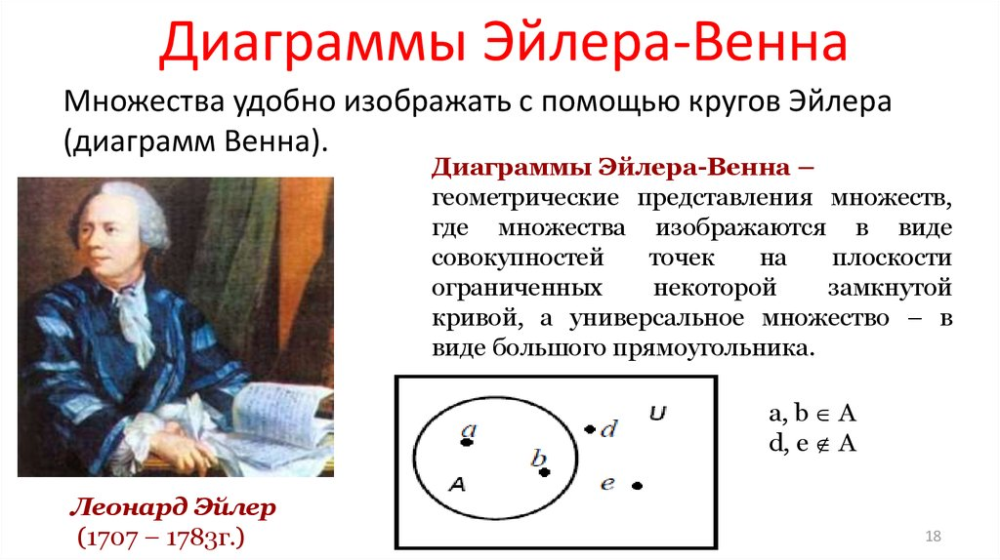 Диаграммы Эйлера-Венна
Множества удобно изображать с помощью кругов Эйлера
(диаграмм Венна).
Диаграммы Эйлера-Венна –
геометрические представления множеств,
где множества изображаются в виде
совокупностей точек на плоскости
ограниченных некоторой замкнутой
кривой, а универсальное множество – в
виде большого прямоугольника.
a
b
A
d
e
U
a, b ∈ A
d, e ∉ A
Леонард Эйлер
(1707 – 1783г.)
18